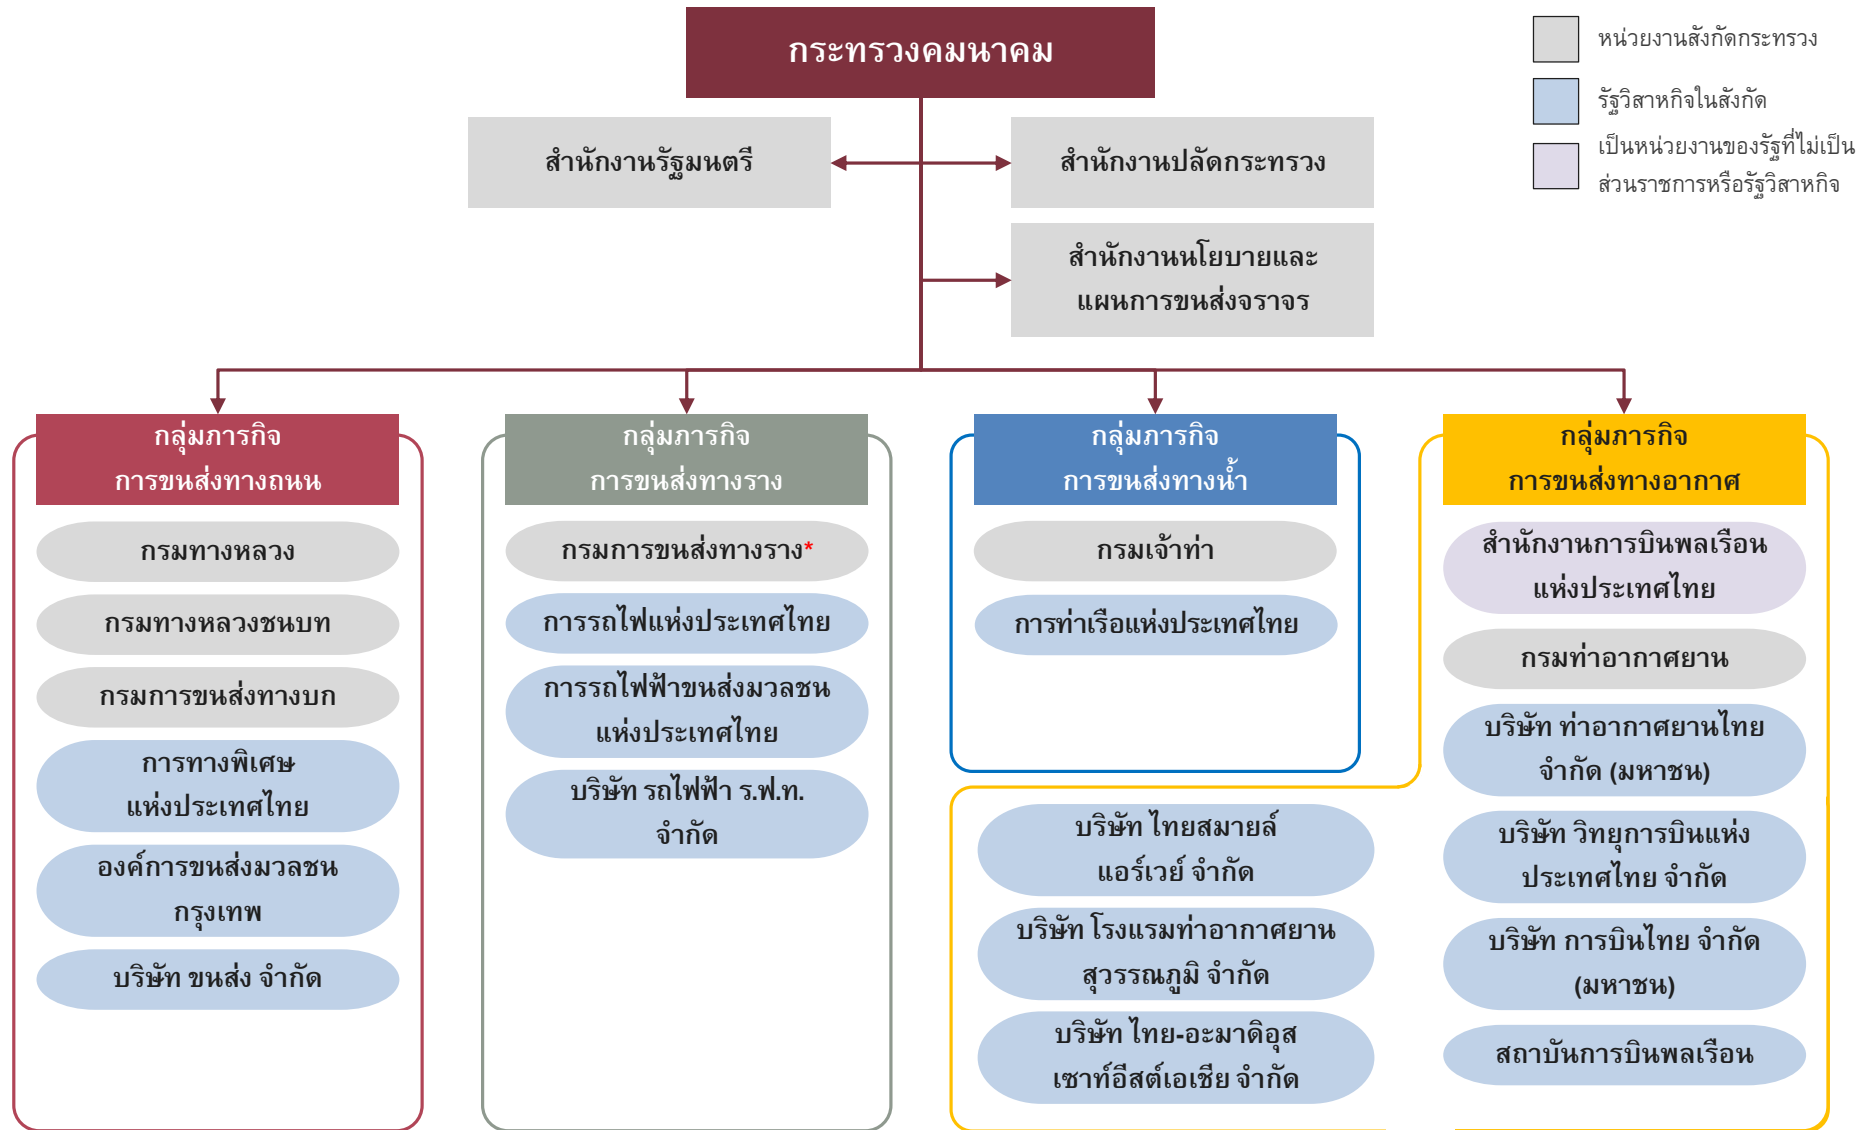 กระทรวงคมนาคม
หน่วยงานสังกัดกระทรวง
รัฐวิสาหกิจในสังกัด
เป็นหน่วยงานของรัฐที่ไม่เป็น
ส่วนราชการหรือรัฐวิสาหกิจ
สำนักงานรัฐมนตรี
สำนักงานปลัดกระทรวง
สำนักงานนโยบายและ
แผนการขนส่งจราจร
กลุ่มภารกิจ
การขนส่งทางถนน
กรมทางหลวง
กรมทางหลวงชนบท
กรมการขนส่งทางบก
การทางพิเศษ
แห่งประเทศไทย
องค์การขนส่งมวลชน
กรุงเทพ
บริษัท ขนส่ง จำกัด
กลุ่มภารกิจ
การขนส่งทางราง
กรมการขนส่งทางราง*
การรถไฟแห่งประเทศไทย
การรถไฟฟ้าขนส่งมวลชน
แห่งประเทศไทย
บริษัท รถไฟฟ้า ร.ฟ.ท.
จำกัด
กลุ่มภารกิจ
การขนส่งทางน้ำ
กรมเจ้าท่า
การท่าเรือแห่งประเทศไทย
กลุ่มภารกิจ
การขนส่งทางอากาศ
สำนักงานการบินพลเรือน
แห่งประเทศไทย
กรมท่าอากาศยาน
บริษัท ท่าอากาศยานไทย
จำกัด (มหาชน)
บริษัท วิทยุการบินแห่ง
ประเทศไทย จำกัด
บริษัท การบินไทย จำกัด
(มหาชน)
สถาบันการบินพลเรือน
บริษัท ไทยสมายล์
แอร์เวย์ จำกัด
บริษัท โรงแรมท่าอากาศยาน
สุวรรณภูมิ จำกัด
บริษัท ไทย-อะมาดิอุส
เซาท์อีสต์เอเชีย จำกัด